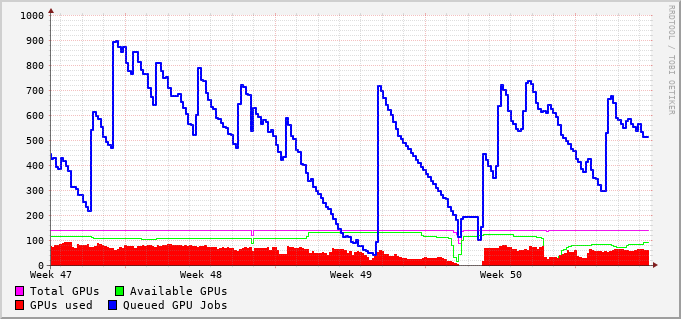 1000
900
800
700
600
500
400
300
200
100
0
Week 47 Week 48 Week 49 Week 50
Total GPUs Available GPUs
GPUs used Queued GPU Jobs
RRDTOOL / TOBI OETIKER